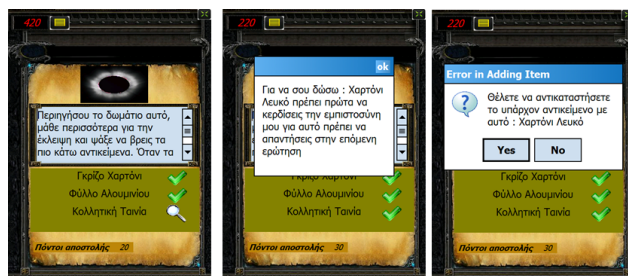 420
Περιηγήσου το δωμάτιο αυτό,
μάθε περισσότερα για την
έκλειψη και ψάξε να βρεις τα
πιο κάτω αντικείμενα. Όταν τα
Γκρίζο Χαρτόνι
Φύλλο Αλουμινίου
Κολλητική Ταινία
Πόντοι αποστολής 20
220
ok
Για να σου δώσω : Χαρτόνι
Λευκό πρέπει πρώτα να
κερδίσεις την εμπιστοσύνη
μου για αυτό πρέπει να
απαντήσεις στην επόμενη
ερώτηση
Γκρίζο Χαρτόνι
Φύλλο Αλουμινίου
Κολλητική Ταινία
Πόντοι αποστολής 30
220
Error in Adding Item
Θέλετε να αντικαταστήσετε
το υπάρχον αντικείμενο με
αυτό : Χαρτόνι Λευκό
Yes No
Γκρίζο Χαρτόνι
Φύλλο Αλουμινίου
Κολλητική Ταινία
Πόντοι αποστολής 30